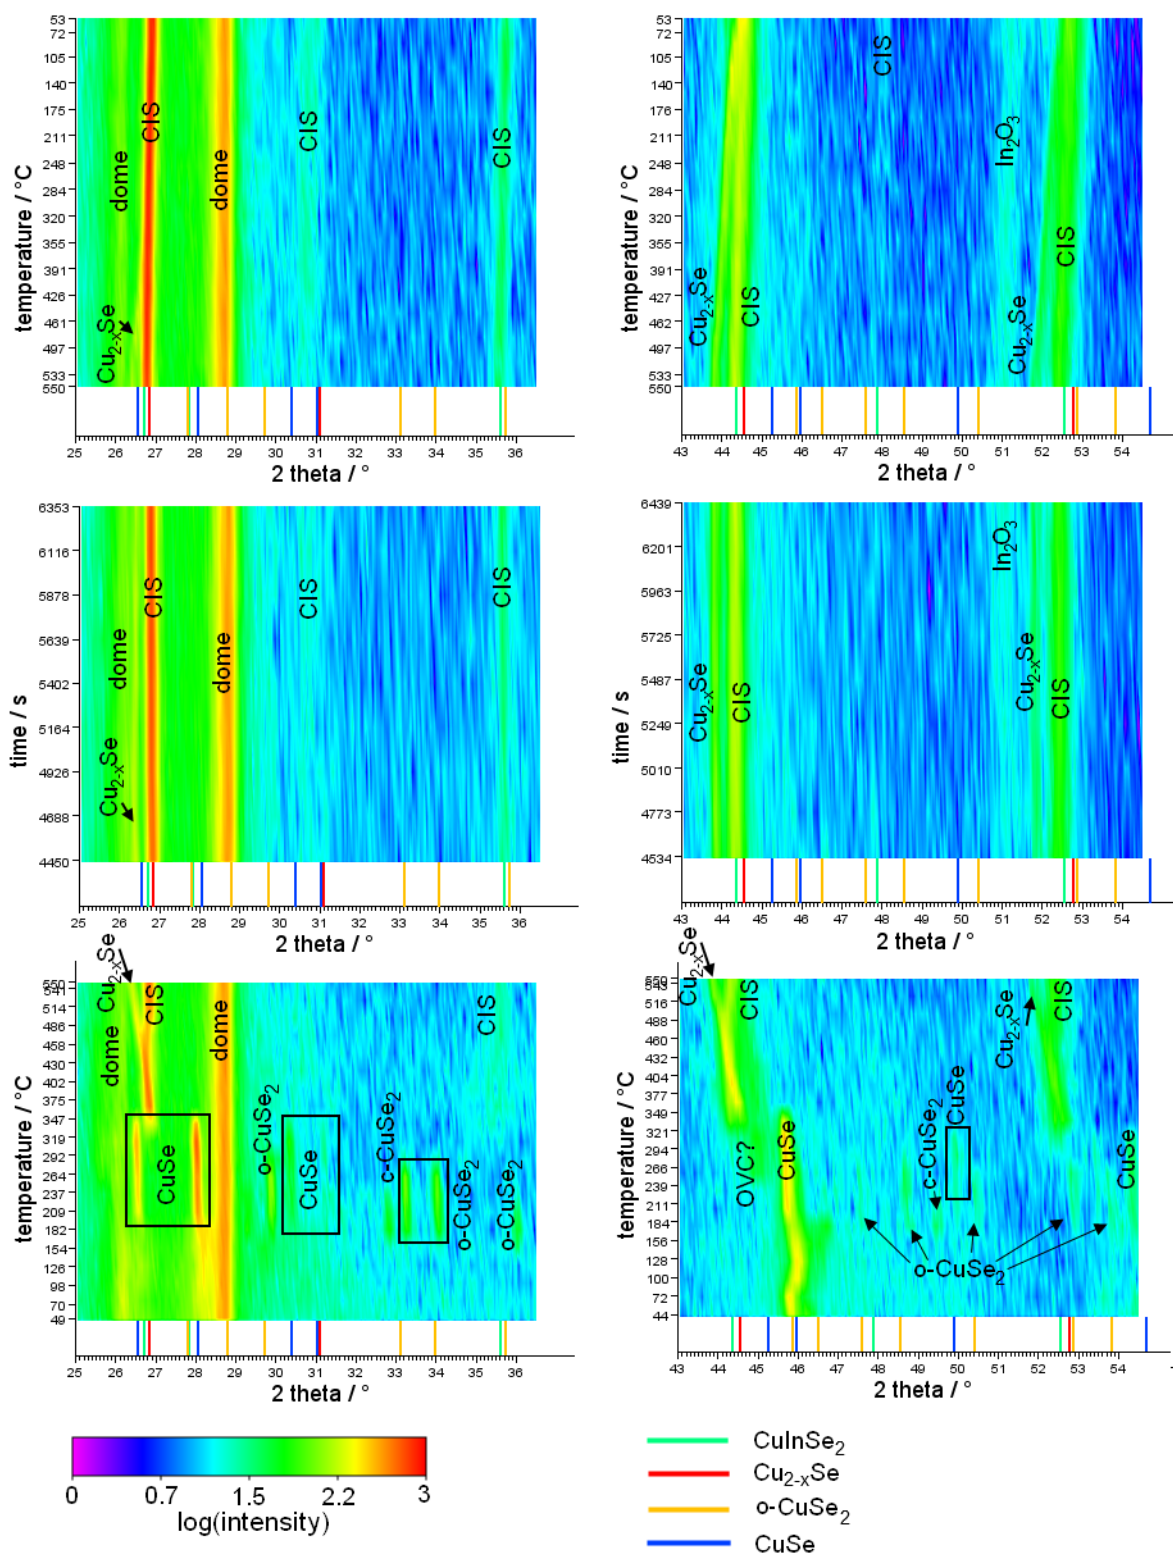 53
72
105
140
175
211
248
284
320
355
391
426
461
497
533
550
temperature / °C
dome
CIS
Cu2-xSe
dome
CIS
CIS
25 26 27 28 29 30 31 32 33 34 35 36
2 theta / °
53
72
105
140
176
211
248
284
320
355
391
427
462
497
533
550
temperature / °C
Cu2-xSe
CIS
CIS
In2O3
Cu2-xSe
CIS
43 44 45 46 47 48 49 50 51 52 53 54
2 theta / °
6353
6116
5878
5639
5402
5164
4926
4688
4450
time / s
dome
Cu2-xSe
CIS
dome
CIS
CIS
25 26 27 28 29 30 31 32 33 34 35 36
2 theta / °
6439
6201
5963
5725
5487
5249
5010
4773
4534
time / s
Cu2-xSe
CIS
In2O3
Cu2-xSe
CIS
43 44 45 46 47 48 49 50 51 52 53 54
2 theta / °
550
541
514
486
458
430
402
375
347
319
292
264
237
209
182
154
126
98
70
49
temperature / °C
Cu2-xSe
dome
CIS
dome
CuSe
o-CuSe2
CuSe
c-CuSe2
o-CuSe2
CIS
o-CuSe2
25 26 27 28 29 30 31 32 33 34 35 36
2 theta / °
550
543
516
488
460
432
404
377
349
321
294
266
239
211
184
156
128
100
72
44
temperature / °C
Cu2-xSe
CIS
OVC?
CuSe
c-CuSe2
CuSe
o-CuSe2
Cu2-xSe
CIS
CuSe
43 44 45 46 47 48 49 50 51 52 53 54
2 theta / °
0 0.7 1.5 2.2 3
log(intensity)
CuInSe2
Cu2-xSe
o-CuSe2
CuSe